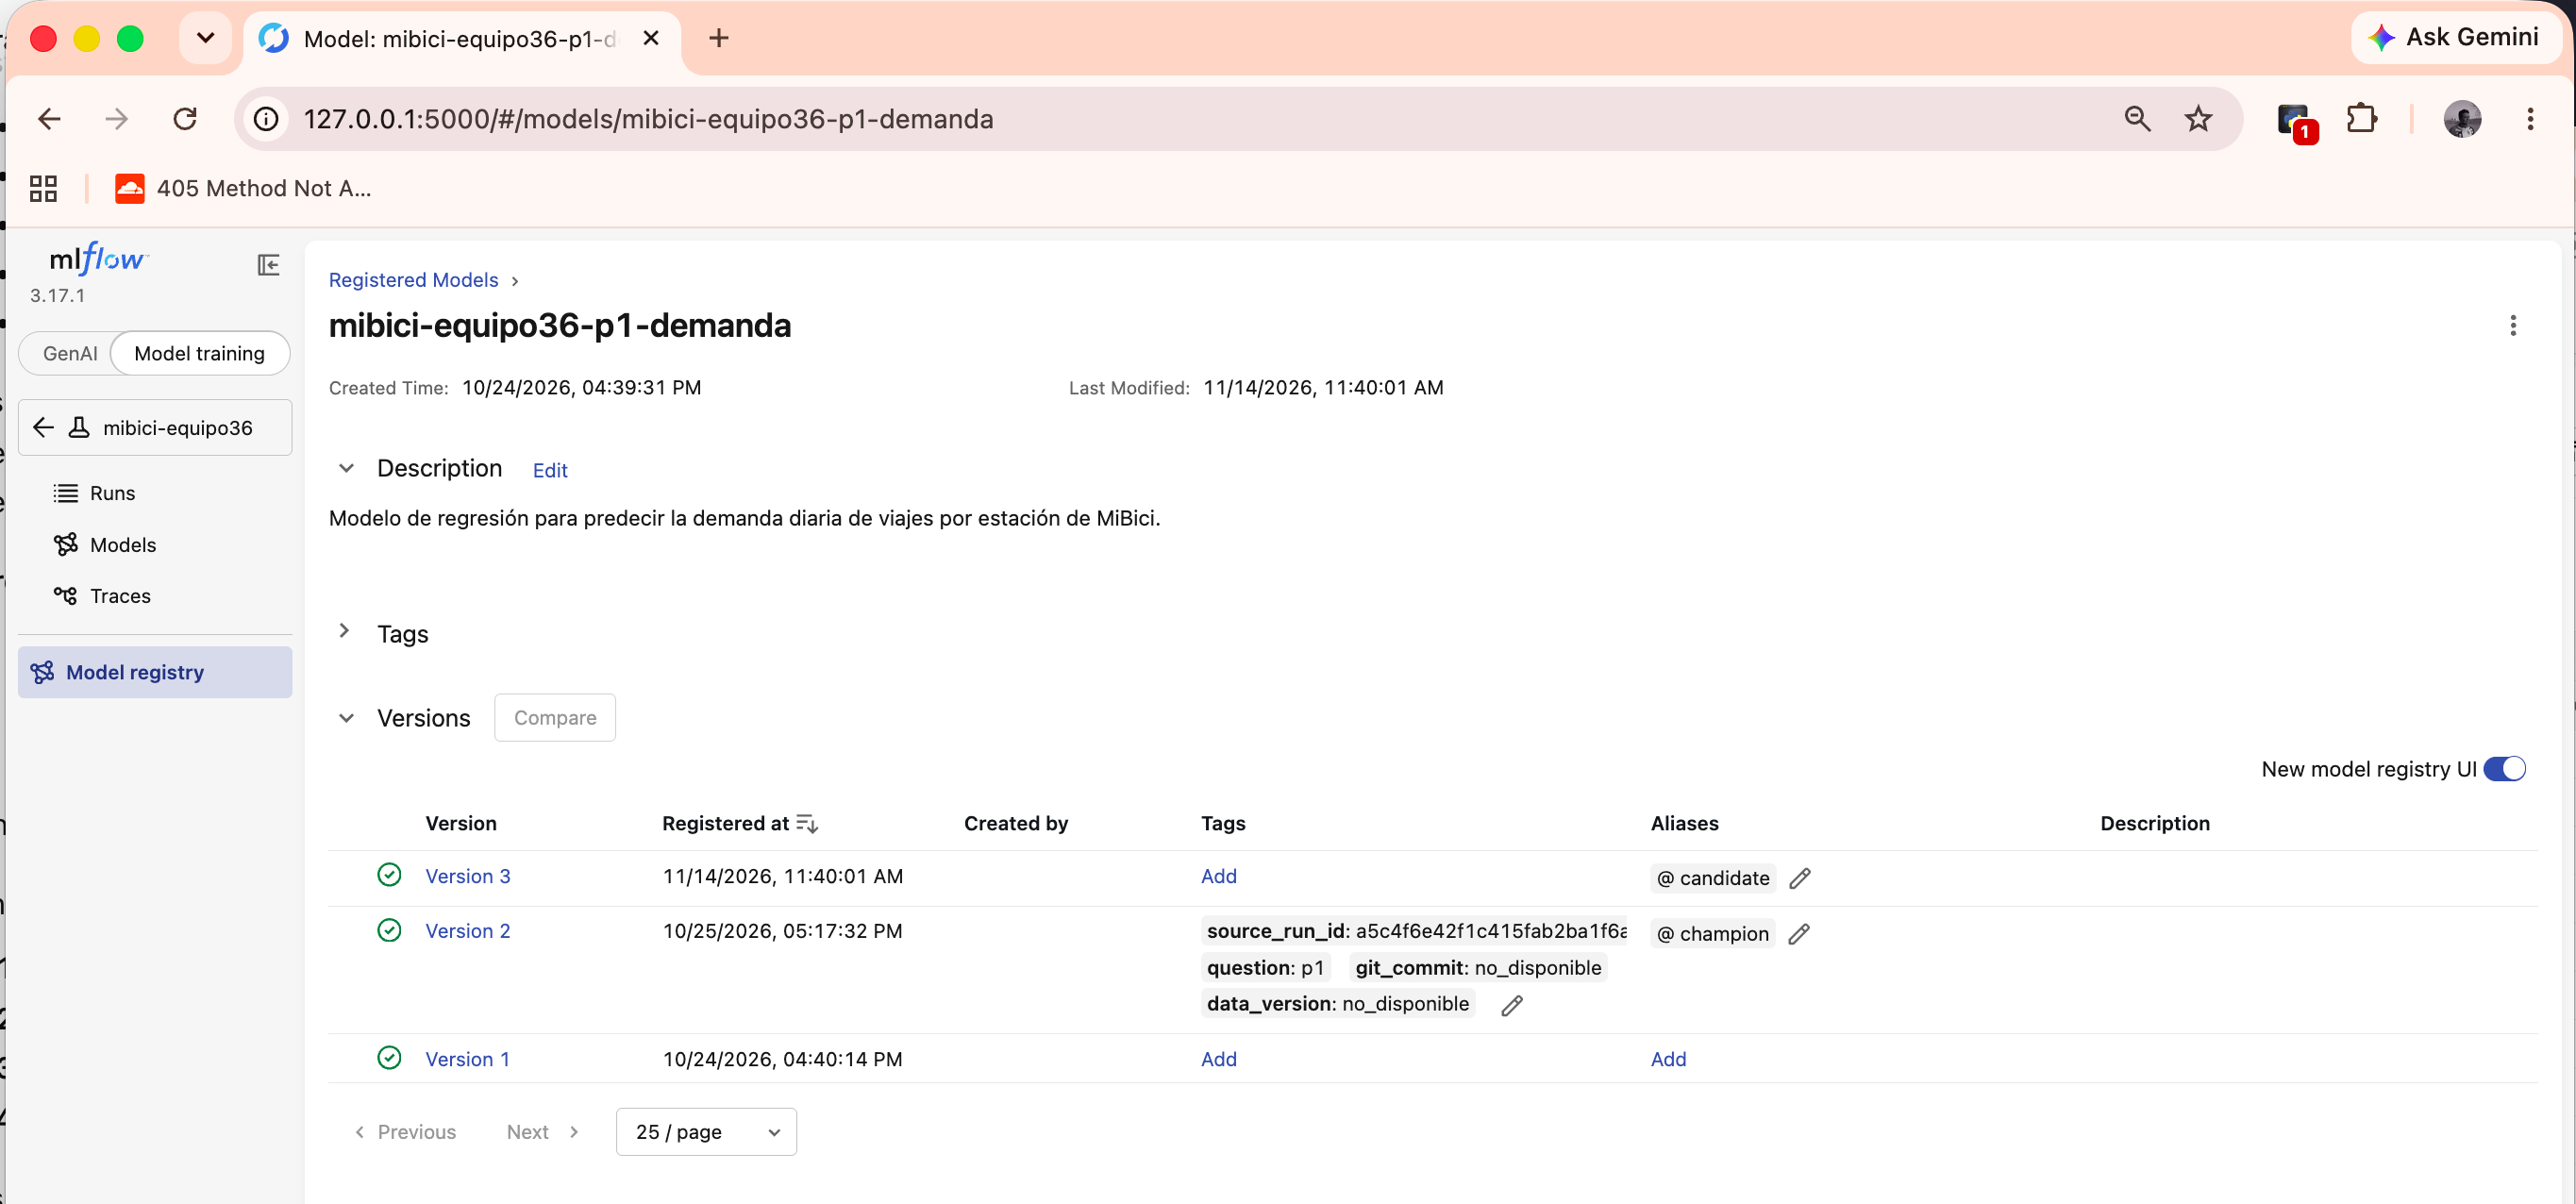 Model: mibici-equipo36-p1-d
Ask Gemini
127.0.0.1:5000/#/models/mibici-equipo36-p1-demanda
1
405 Method Not A...
mlflow
3.17.1
GenAI Model training
mibici-equipo36
Runs
Models
Traces
Model registry
Registered Models
mibici-equipo36-p1-demanda
Created Time: 10/24/2026, 04:39:31 PM Last Modified: 11/14/2026, 11:40:01 AM
Description Edit
Modelo de regresión para predecir la demanda diaria de viajes por estación de MiBici.
Tags
Versions Compare
New model registry UI
Version Registered at Created by Tags Aliases Description
Version 3 11/14/2026, 11:40:01 AM Add @ candidate
Version 2 10/25/2026, 05:17:32 PM source_run_id: a5c4f6e42f1c415fab2ba1f6a @ champion
question: p1 git_commit: no_disponible
data_version: no_disponible
Version 1 10/24/2026, 04:40:14 PM Add Add
Previous Next 25 / page